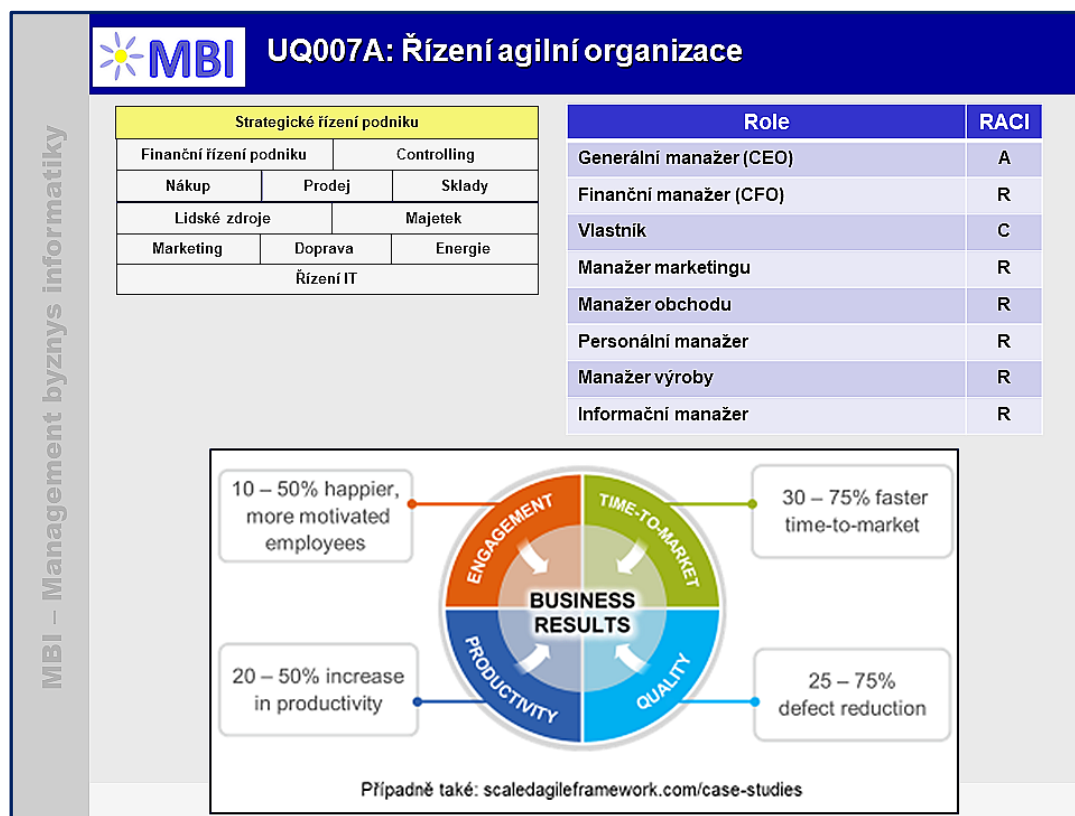 MBI
UQ007A: Řízení agilní organizace
MBI – Management byznys informatiky
Strategické řízení podniku
Finanční řízení podniku Controlling
Nákup Prodej Sklady
Lidské zdroje Majetek
Marketing Doprava Energie
Řízení IT
Role RACI
Generální manažer (CEO) A
Finanční manažer (CFO) R
Vlastník C
Manažer marketingu R
Manažer obchodu R
Personální manažer R
Manažer výroby R
Informační manažer R
10 – 50% happier,
more motivated
employees
ENGAGEMENT
TIME-TO-MARKET
30 – 75% faster
time-to-market
BUSINESS
RESULTS
20 – 50% increase
in productivity
PRODUCTIVITY
QUALITY
25 – 75%
defect reduction
Případně také: scaledagileframework.com/case-studies